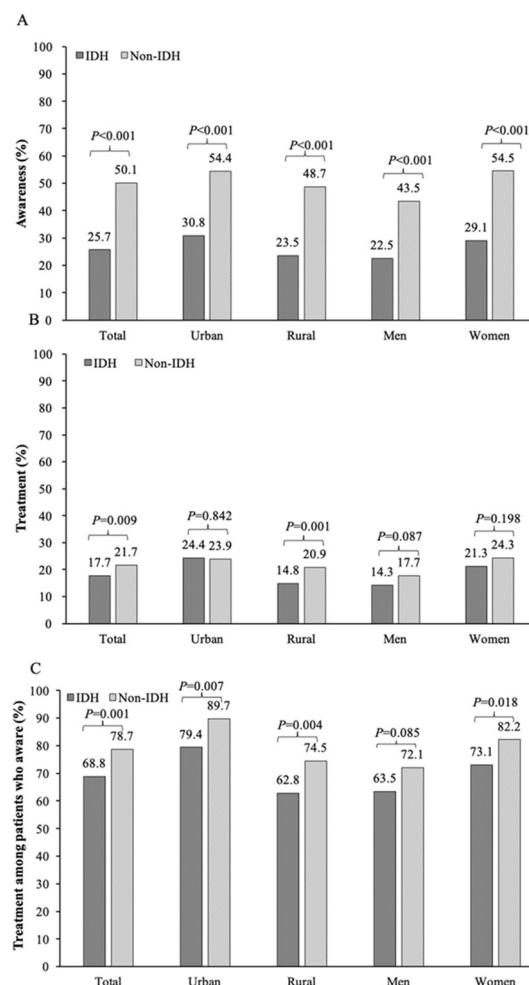 A
100
90
80
70
60
50
40
30
20
10
0
Awareness (%)
IDH Non-IDH
P<0.001 P<0.001 P<0.001 P<0.001 P<0.001
25.7 50.1 30.8 54.4 23.5 48.7 22.5 43.5 29.1 54.5
Total Urban Rural Men Women
B
100
90
80
70
60
50
40
30
20
10
0
Treatment (%)
IDH Non-IDH
P=0.009 P=0.842 P=0.001 P=0.087 P=0.198
17.7 21.7 24.4 23.9 14.8 20.9 14.3 17.7 21.3 24.3
Total Urban Rural Men Women
C
100
90
80
70
60
50
40
30
20
10
0
Treatment among patients who aware (%)
IDH Non-IDH
P=0.001 P=0.007 P=0.004 P=0.085 P=0.018
68.8 78.7 79.4 89.7 62.8 74.5 63.5 72.1 73.1 82.2
Total Urban Rural Men Women